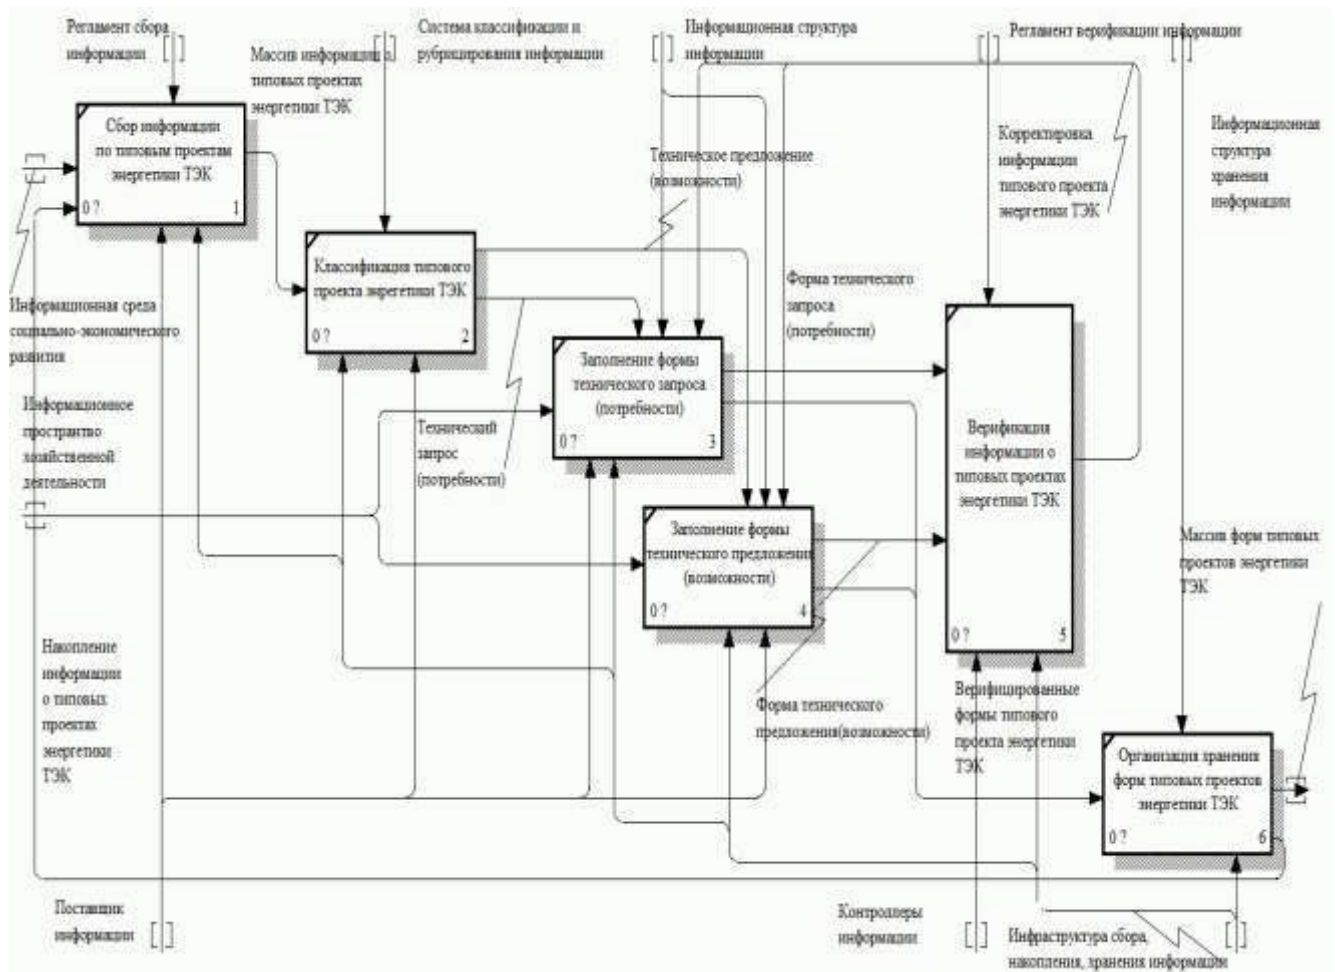 Регламент сбора
информации
Массив информации о
типовых проектах
энергетики ТЭК
Система классификации и
рубрицирования информации
Информационная структура
информации
Регламент верификации информации
Сбор информации
по типовым проектам
энергетики ТЭК
0 ?
1
Техническое предложение
(возможности)
Корректировка
информации
типового проекта
энергетики ТЭК
Информационная
структура
хранения
информации
Классификация типового
проекта энрегетики ТЭК
0 ?
2
Информационная среда
социально-экономического
развития
Форма технического
запроса
(потребности)
Заполнение формы
технического запроса
(потребности)
0 ?
3
Информационное
простанство
хозяйственной
деятельности
Технический
запрос
(потребности)
Верификация
информации о
типовых проектах
энергетики ТЭК
0 ?
5
Заполнение формы
технического предложения
(возможности)
0 ?
4
Массив форм типовых
проектов энергетики
ТЭК
Накопление
информации
о типовых
проектах
энергетики
ТЭК
Форма технического
предложения(возможности)
Верифицированные
формы типового
проекта энергетики
ТЭК
Организация хранения
форм типовых проектов
энергетики ТЭК
0 ?
6
Поставщик
информации
Контроллеры
информации
Инфраструктура сбора,
накопления, хранения информации